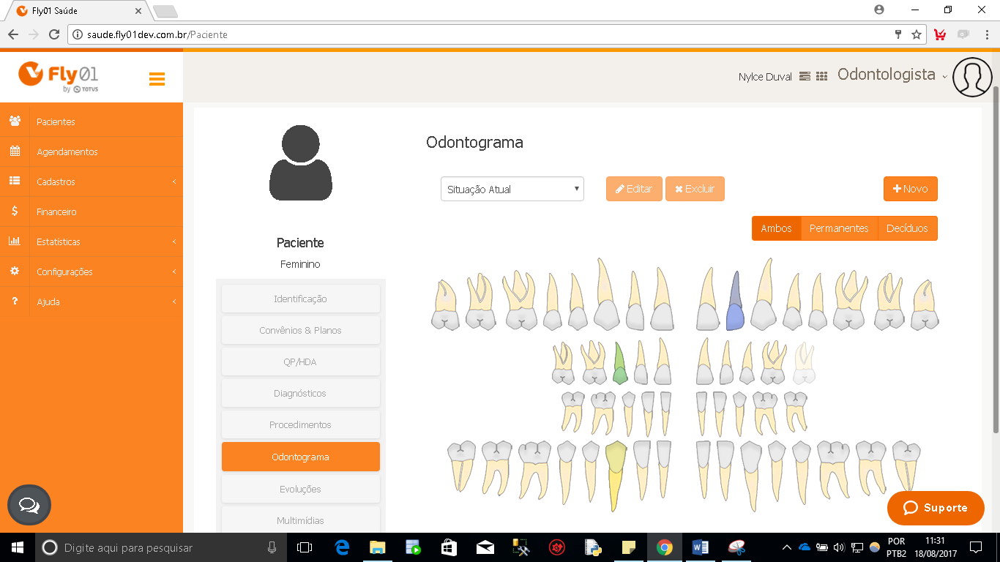 Fly01 Saúde
saude.fly01dev.com.br/Paciente
Fly01
by TOTVS
Nylce Duval
Odontologista
Pacientes
Agendamentos
Cadastros
Financeiro
Estatísticas
Configurações
Ajuda
Paciente
Feminino
Identificação
Convênios & Planos
QP/HDA
Diagnósticos
Procedimentos
Odontograma
Evoluções
Multimídias
Odontograma
Situação Atual
Editar
Excluir
Novo
Ambos
Permanentes
Decíduos
Suporte
Digite aqui para pesquisar
POR
PTB2
11:31
18/08/2017